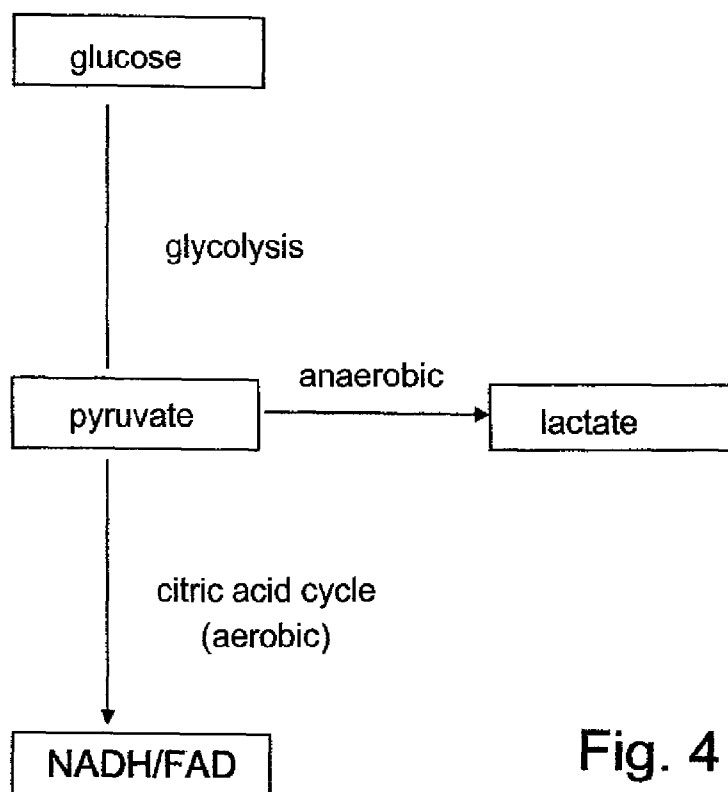 glucose
glycolysis
anaerobic
pyruvate
lactate
citric acid cycle
(aerobic)
NADH/FAD
Fig. 4